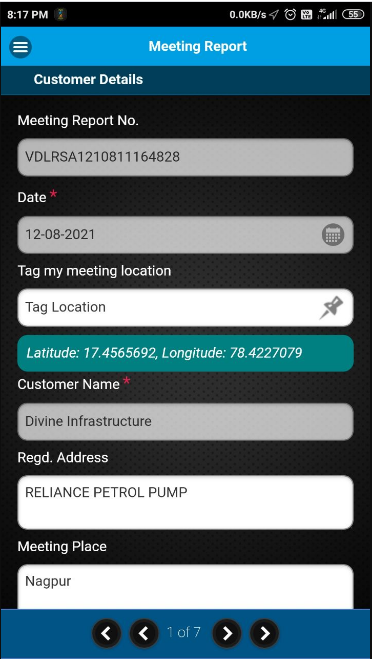 8:17 PM 0.0KB/s 4G 55
Meeting Report
Customer Details
Meeting Report No.
VDLRSA1210811164828
Date *
12-08-2021
Tag my meeting location
Tag Location
Latitude: 17.4565692, Longitude: 78.4227079
Customer Name *
Divine Infrastructure
Regd. Address
RELIANCE PETROL PUMP
Meeting Place
Nagpur
1 of 7